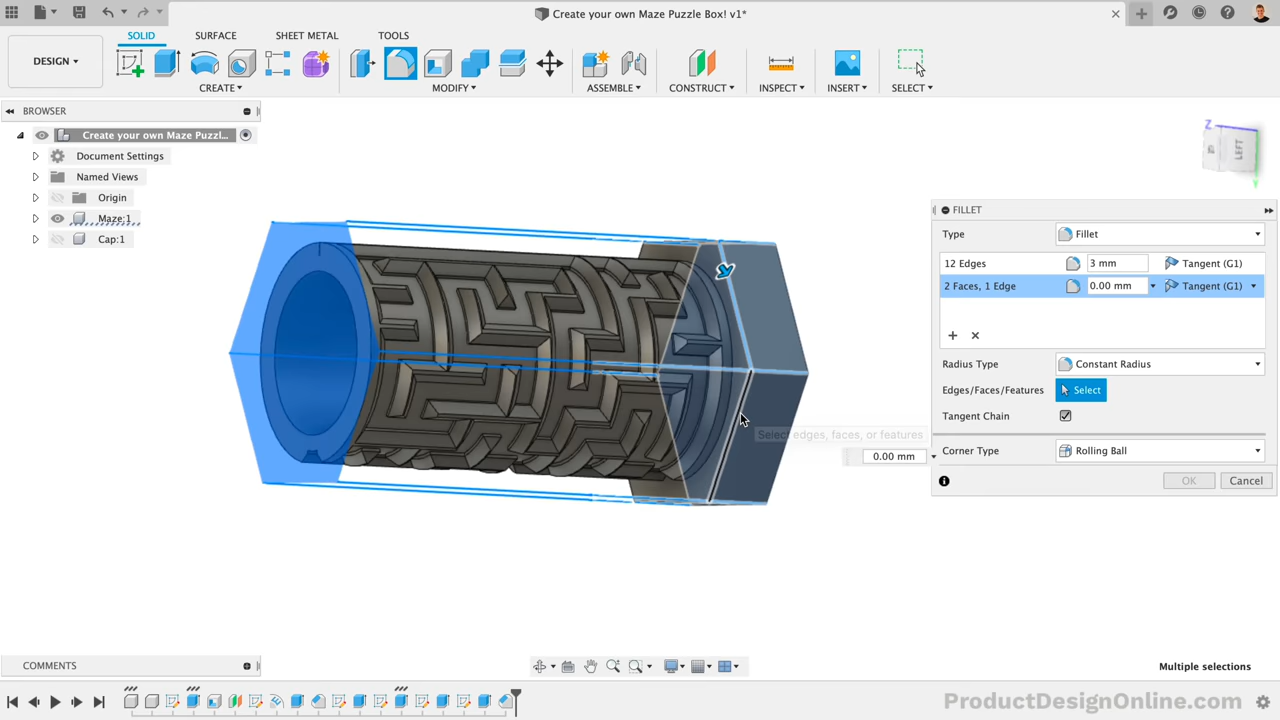 Create your own Maze Puzzle Box! v1*
DESIGN
SOLID
SURFACE
SHEET METAL
TOOLS
CREATE
MODIFY
ASSEMBLE
CONSTRUCT
INSPECT
INSERT
SELECT
BROWSER
Create your own Maze Puzzl...
Document Settings
Named Views
Origin
Maze:1
Cap:1
Z
LEFT
Y
FILLET
Type
Fillet
12 Edges 3 mm Tangent (G1)
2 Faces, 1 Edge 0.00 mm Tangent (G1)
Radius Type
Constant Radius
Edges/Faces/Features
Select
Tangent Chain
Corner Type
Rolling Ball
OK
Cancel
Select edges, faces, or features
0.00 mm
COMMENTS
Multiple selections
ProductDesignOnline.com